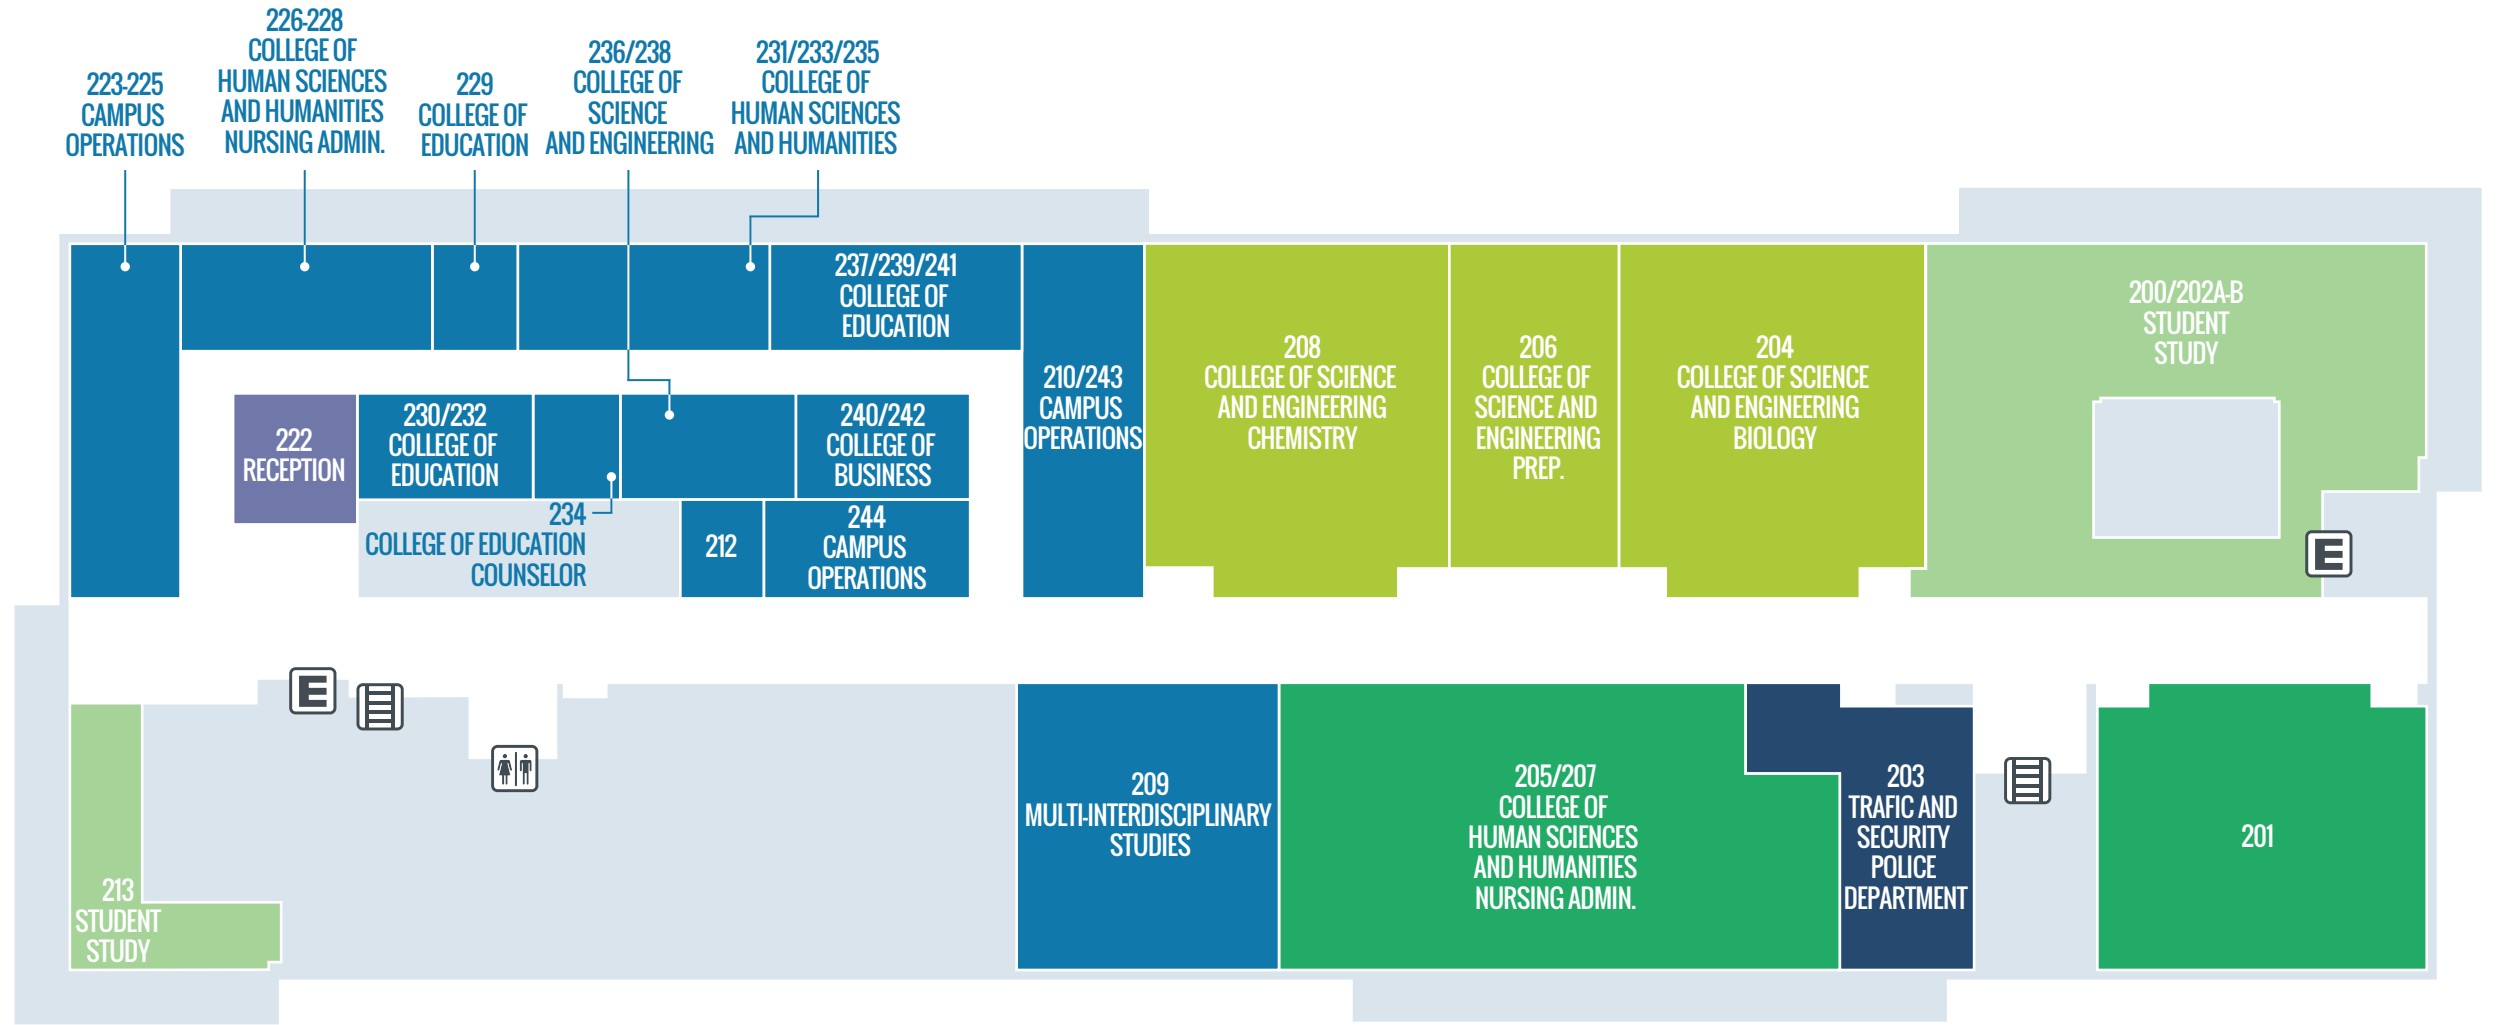 223-225
CAMPUS
OPERATIONS
226-228
COLLEGE OF
HUMAN SCIENCES
AND HUMANITIES
NURSING ADMIN.
229
COLLEGE OF
EDUCATION
236/238
COLLEGE OF
SCIENCE
AND ENGINEERING
231/233/235
COLLEGE OF
HUMAN SCIENCES
AND HUMANITIES
237/239/241
COLLEGE OF
EDUCATION
210/243
CAMPUS
OPERATIONS
208
COLLEGE OF SCIENCE
AND ENGINEERING
CHEMISTRY
206
COLLEGE OF
SCIENCE AND
ENGINEERING
PREP.
204
COLLEGE OF SCIENCE
AND ENGINEERING
BIOLOGY
200/202A-B
STUDENT
STUDY
222
RECEPTION
230/232
COLLEGE OF
EDUCATION
240/242
COLLEGE OF
BUSINESS
234
COLLEGE OF EDUCATION
COUNSELOR
212
244
CAMPUS
OPERATIONS
E
E
213
STUDENT
STUDY
209
MULTI-INTERDISCIPLINARY
STUDIES
205/207
COLLEGE OF
HUMAN SCIENCES
AND HUMANITIES
NURSING ADMIN.
203
TRAFIC AND
SECURITY
POLICE
DEPARTMENT
201